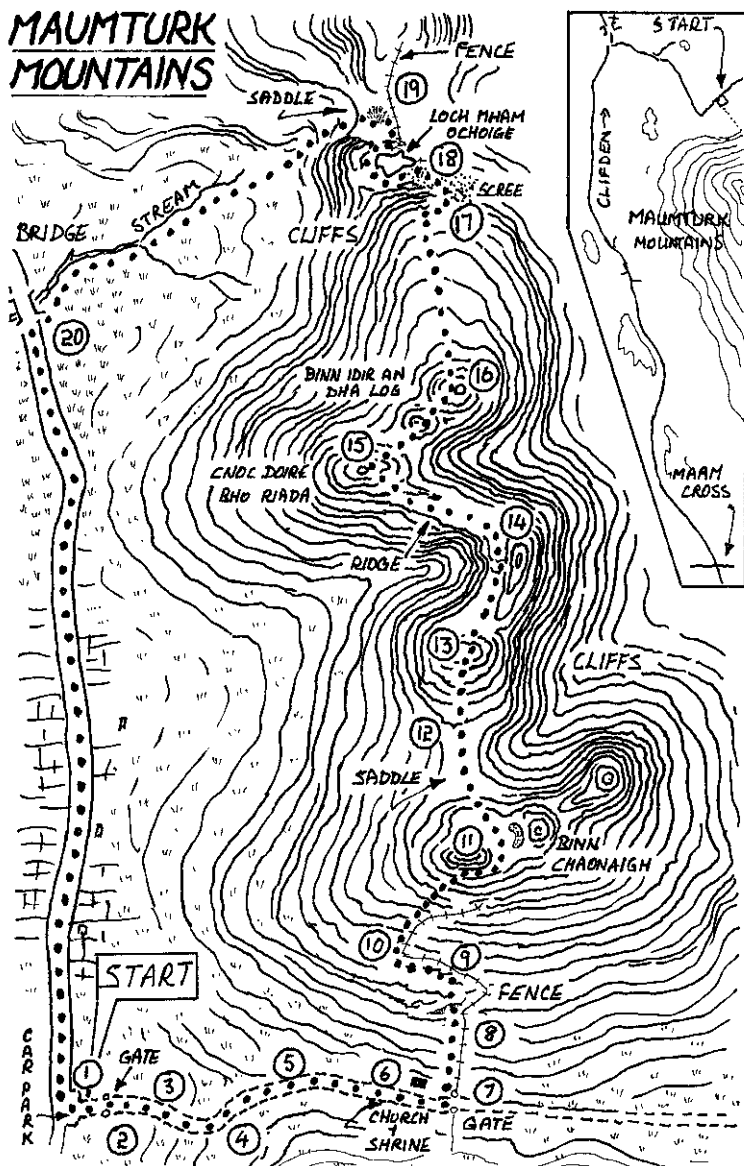 MAUMTURK
MOUNTAINS
FENCE
19
SADDLE
LOCH MHAM
OCHOIGE
18
SCREE
17
STREAM
BRIDGE
CLIFFS
20
BINN IDIR AN
DHA LOG
16
15
CNOC DOIRE
BHO RIADA
14
RIDGE
13
CLIFFS
12
SADDLE
11
BINN
CHAONAIGH
10
9
START
FENCE
8
CAR PARK
1
GATE
3
5
6
7
2
4
CHURCH
&
SHRINE
GATE
START
CLIFDEN
MAUMTURK
MOUNTAINS
MAAM
CROSS